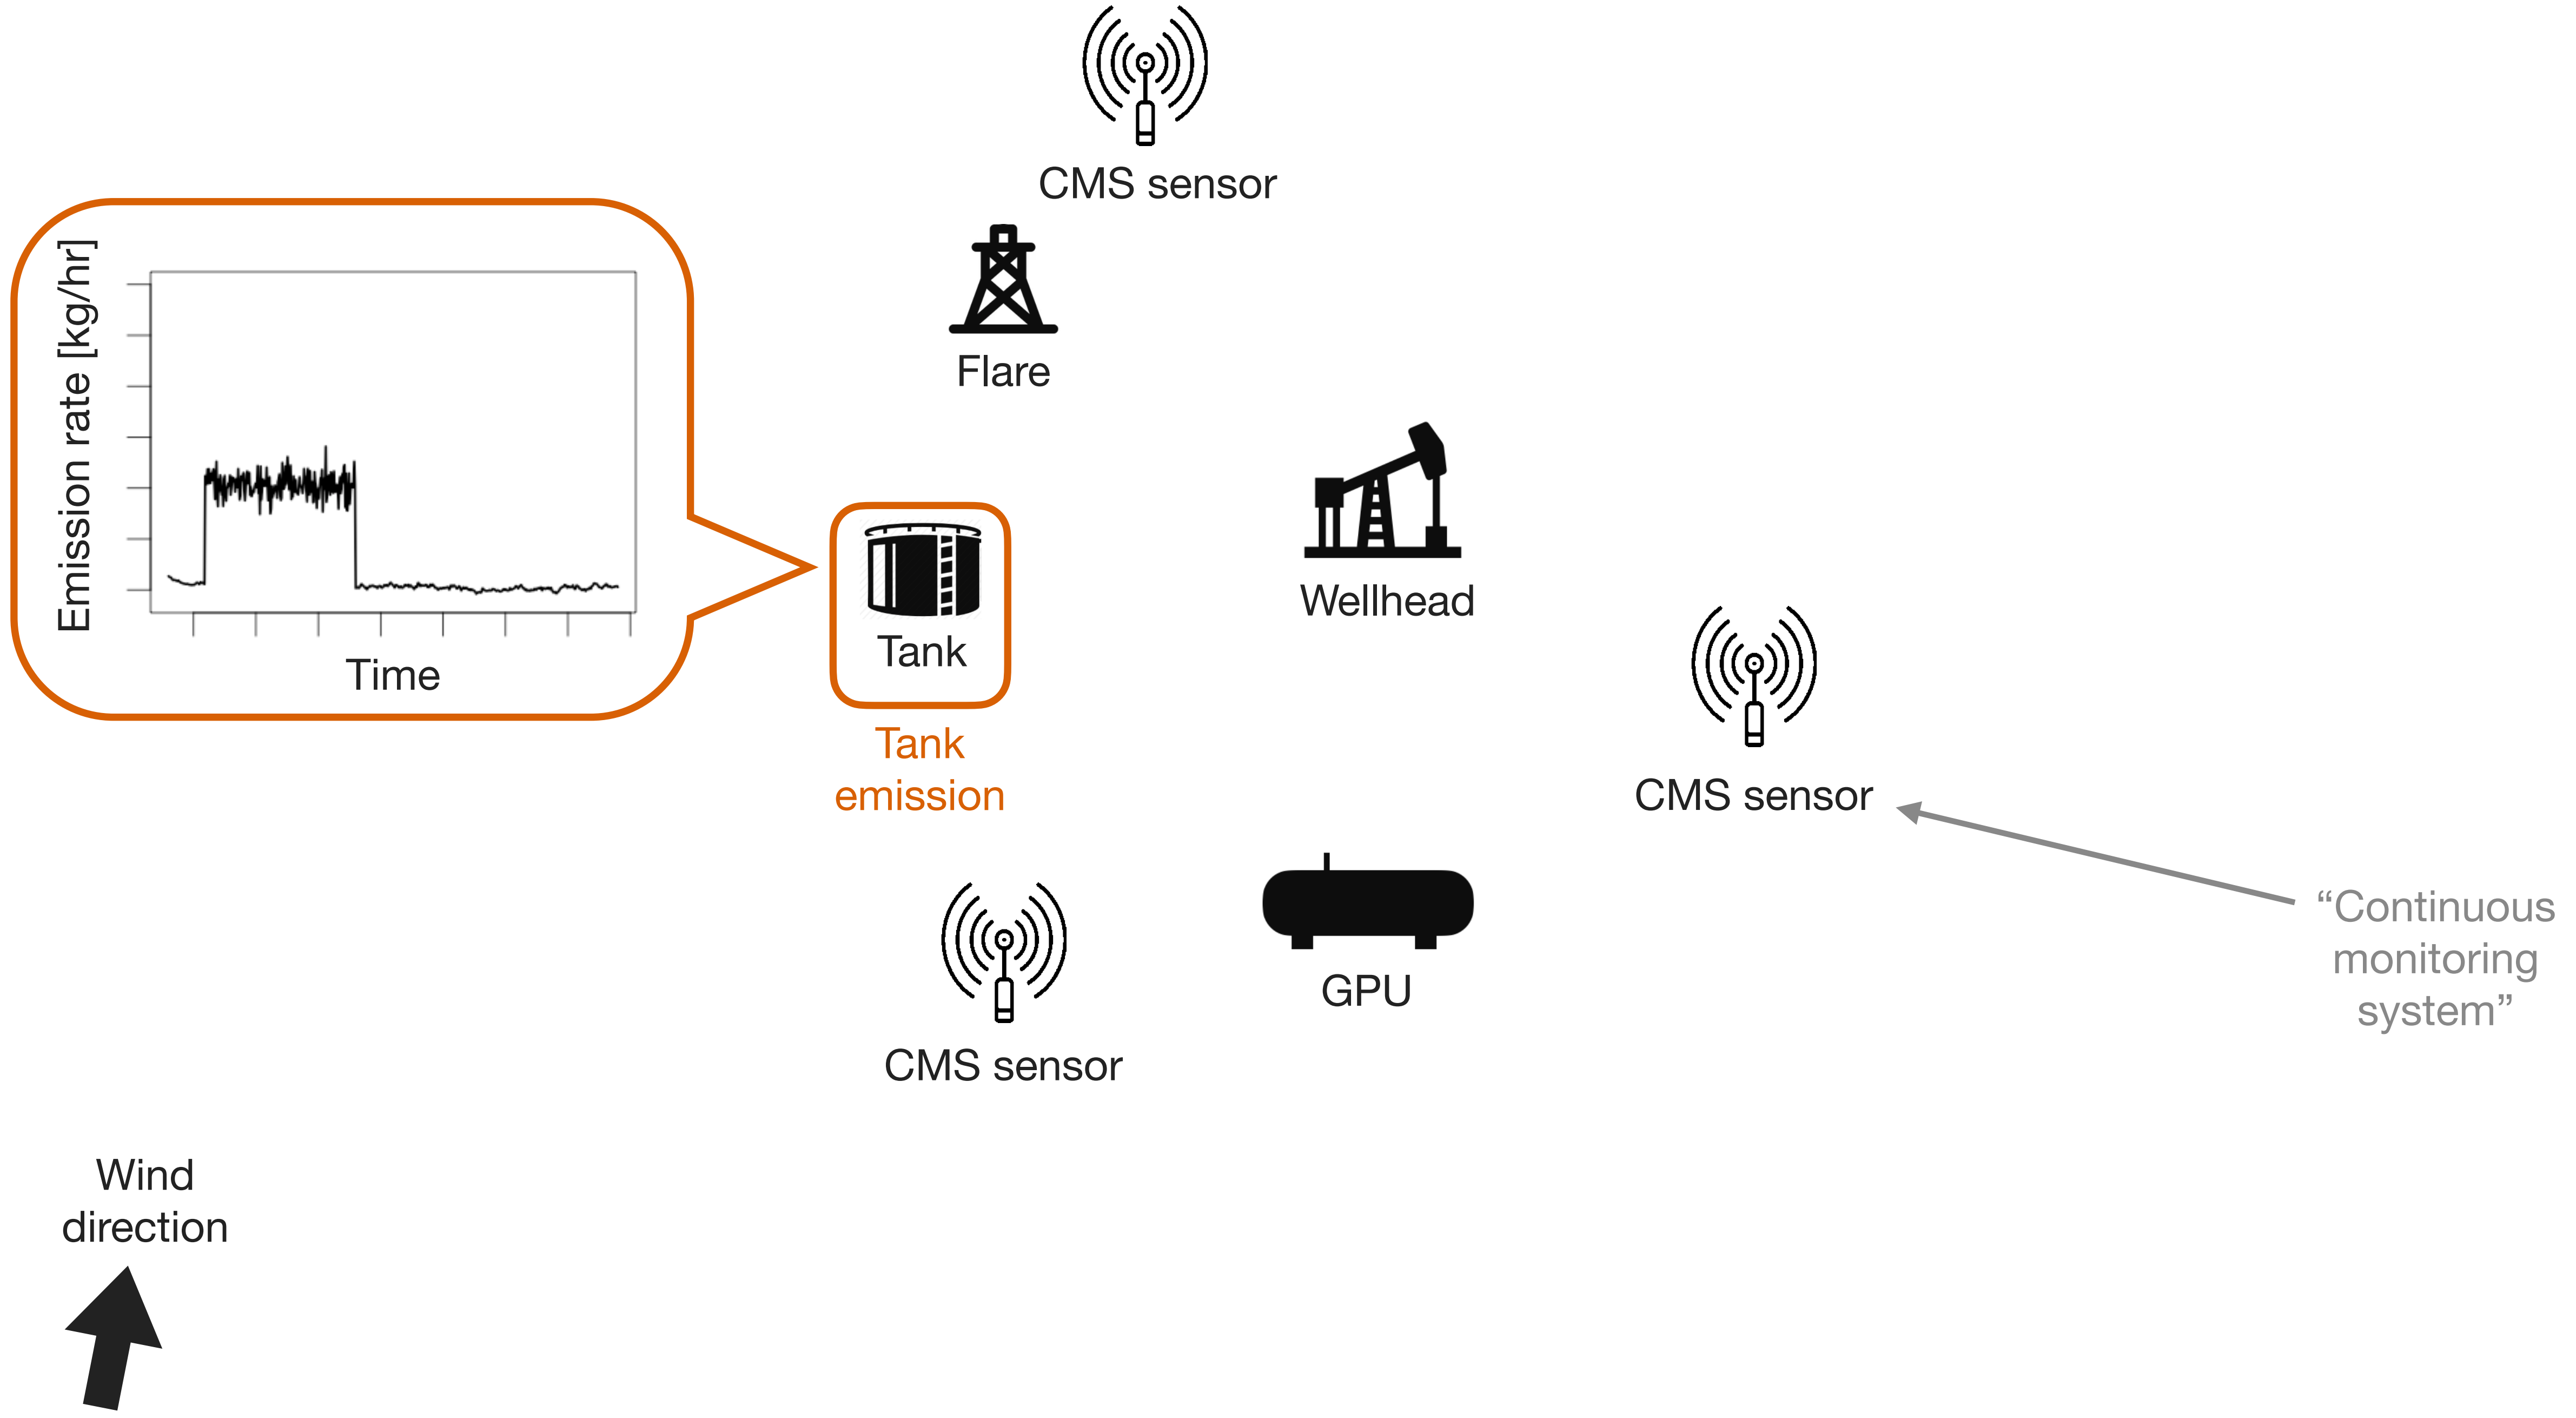 CMS sensor
Flare
Emission rate [kg/hr]
Time
Tank
Tank
emission
Wellhead
CMS sensor
“Continuous
monitoring
system”
GPU
CMS sensor
Wind
direction